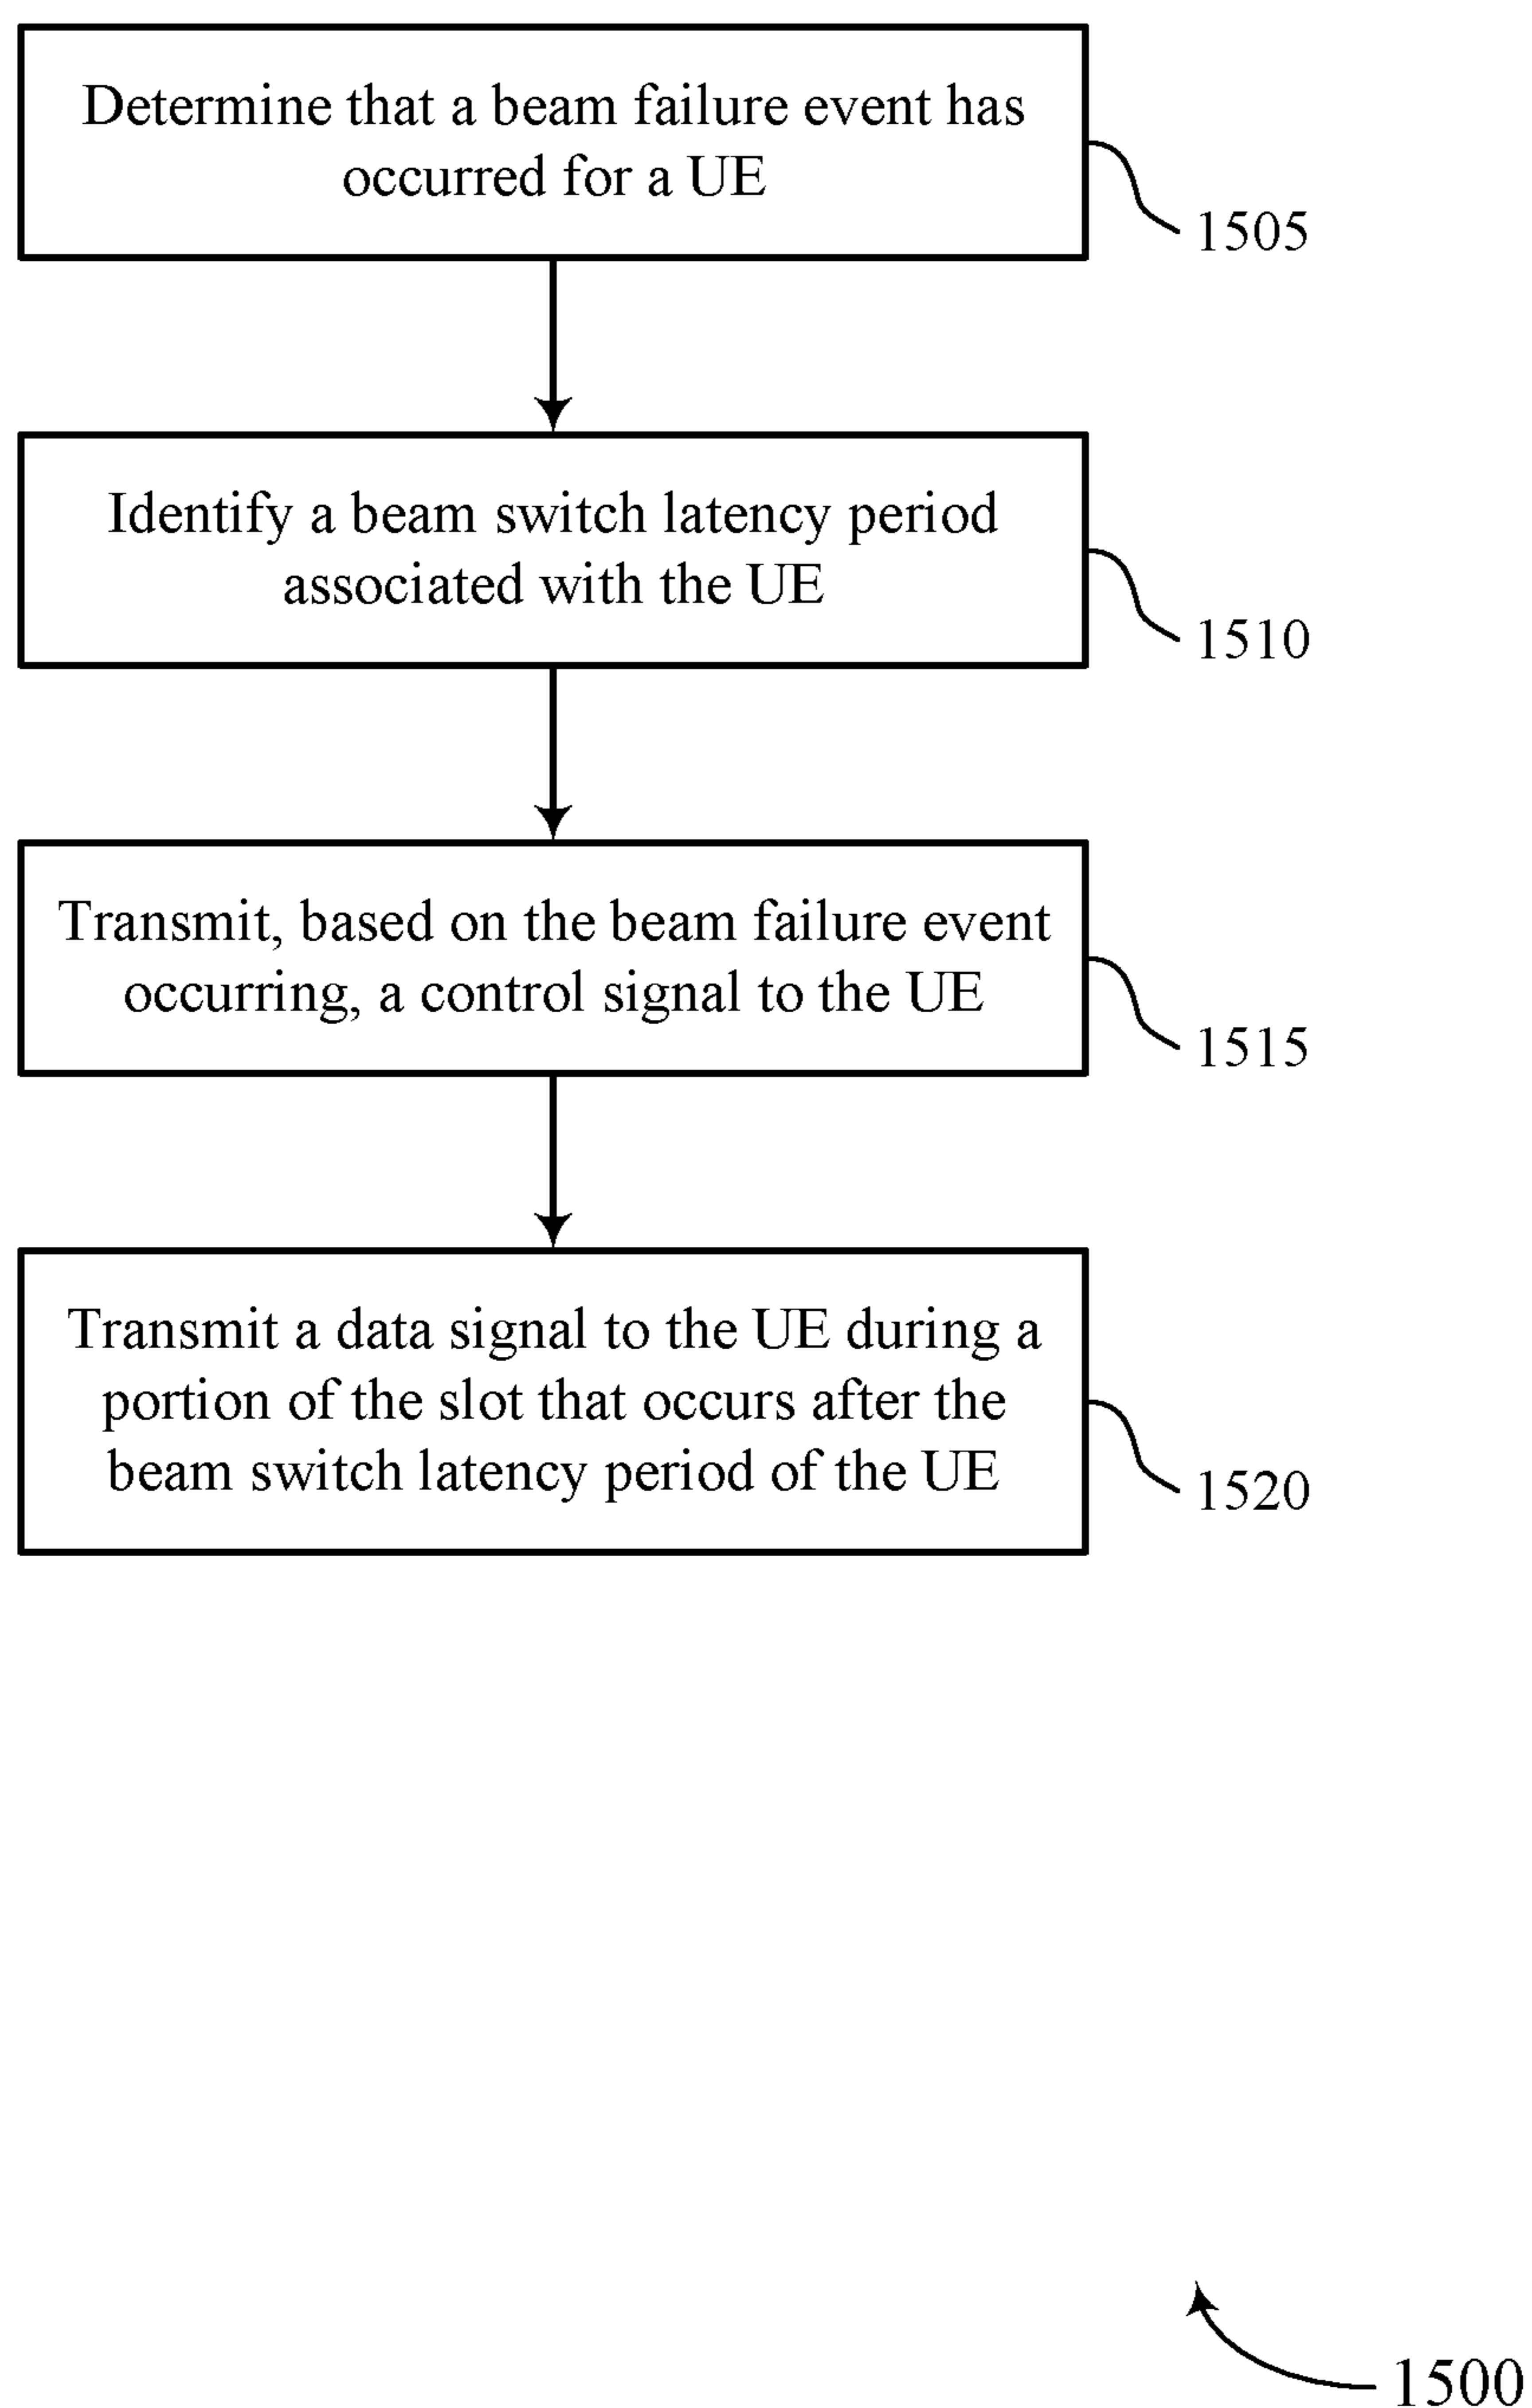 Determine that a beam failure event has
occurred for a UE
1505
Identify a beam switch latency period
associated with the UE
1510
Transmit, based on the beam failure event
occurring, a control signal to the UE
1515
Transmit a data signal to the UE during a
portion of the slot that occurs after the
beam switch latency period of the UE
1520
1500